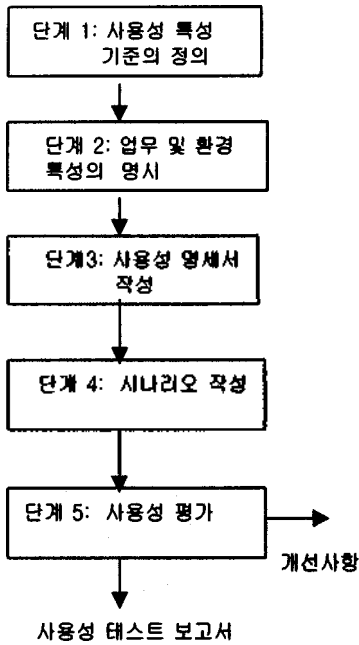 단계 1: 사용성 특성
기준의 정의
단계 2: 업무 및 환경
특성의 명시
단계3: 사용성 명세서
작성
단계 4: 시나리오 작성
단계 5: 사용성 평가
개선사항
사용성 테스트 보고서